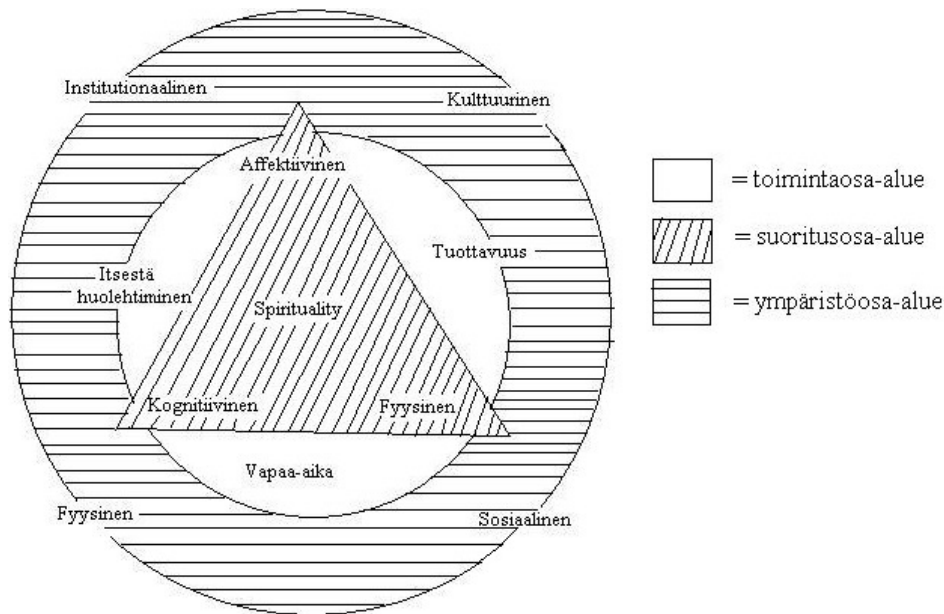 Institutionaalinen
Kulttuurinen
Affektiivinen
= toimintaosa-alue
= suoritusosa-alue
Tuottavuus
Itsestä
huolehtiminen
Spirituality
= ympäristöosa-alue
Kognitiivinen
Fyysinen
Vapaa-aika
Fyysinen
Sosiaalinen